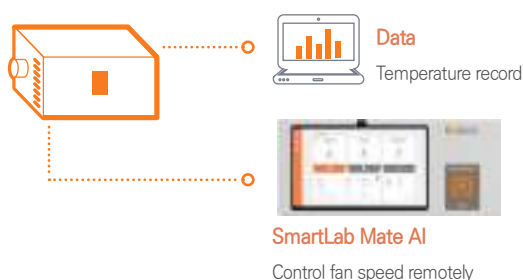 Data
Temperature record
SmartLab Mate AI
Control fan speed remotely